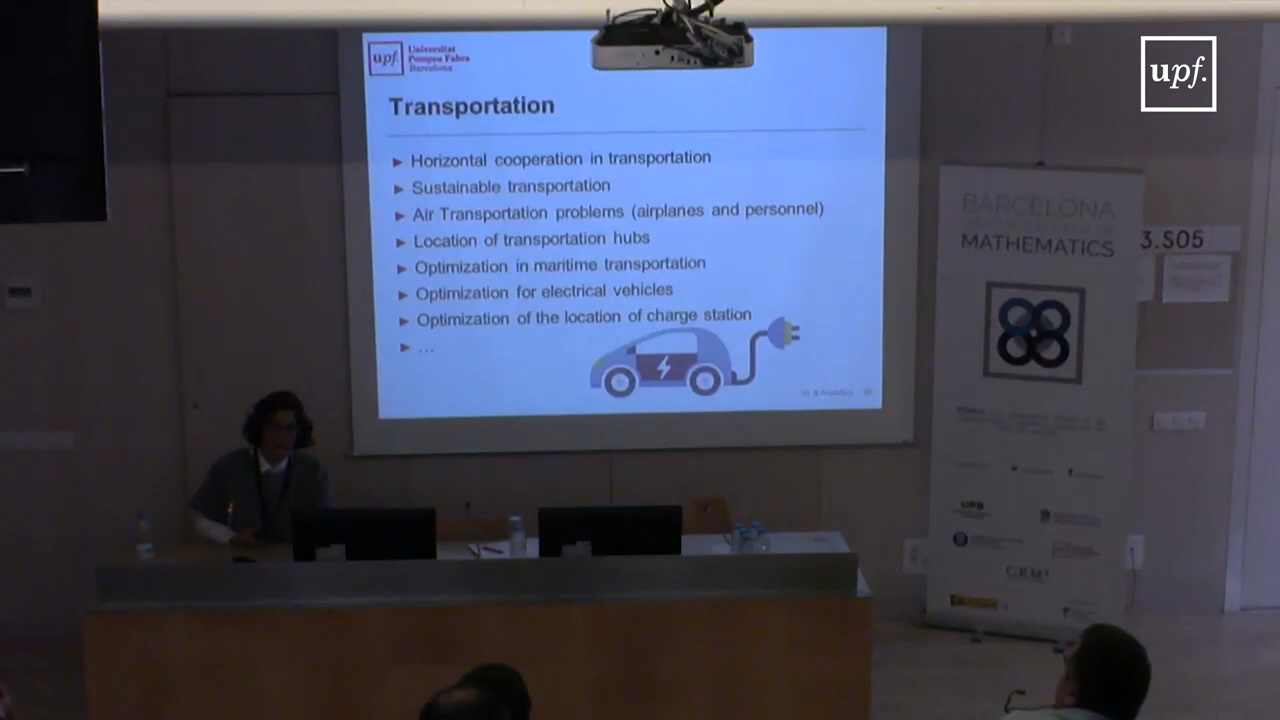 upf.
Universitat
Pompeu Fabra
Barcelona
Transportation
► Horizontal cooperation in transportation
► Sustainable transportation
► Air Transportation problems (airplanes and personnel)
► Location of transportation hubs
► Optimization in maritime transportation
► Optimization for electrical vehicles
► Optimization of the location of charge station
► ...
upf.
BARCELONA
MATHEMATICS
3.S05
UPB
CRM